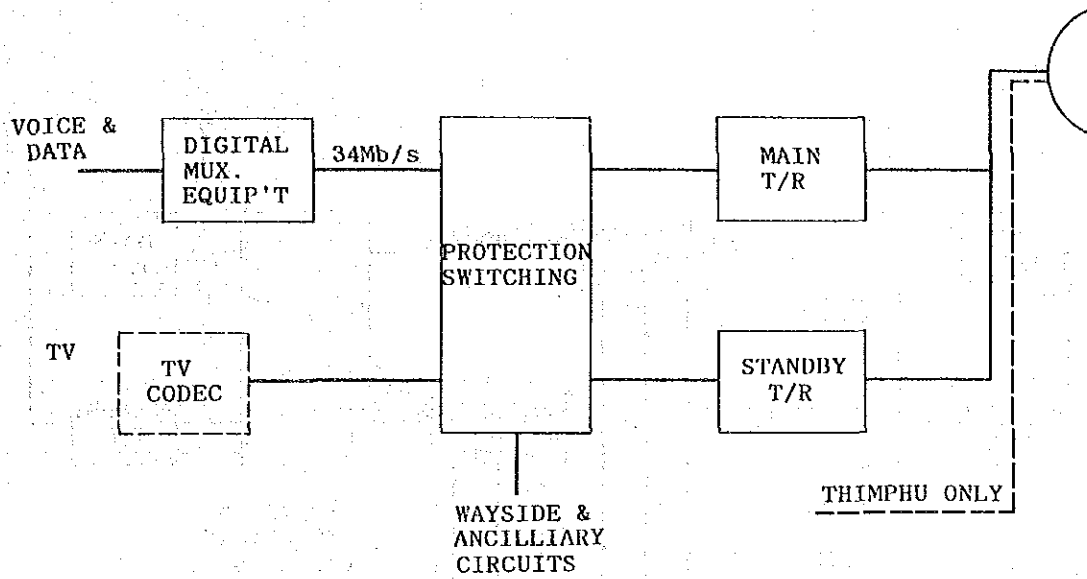 VOICE &
DATA
DIGITAL
MUX.
EQUIP'T
34Mb/s
PROTECTION
SWITCHING
MAIN
T/R
TV
TV
CODEC
STANDBY
T/R
THIMPHU ONLY
WAYSIDE &
ANCILLIARY
CIRCUITS